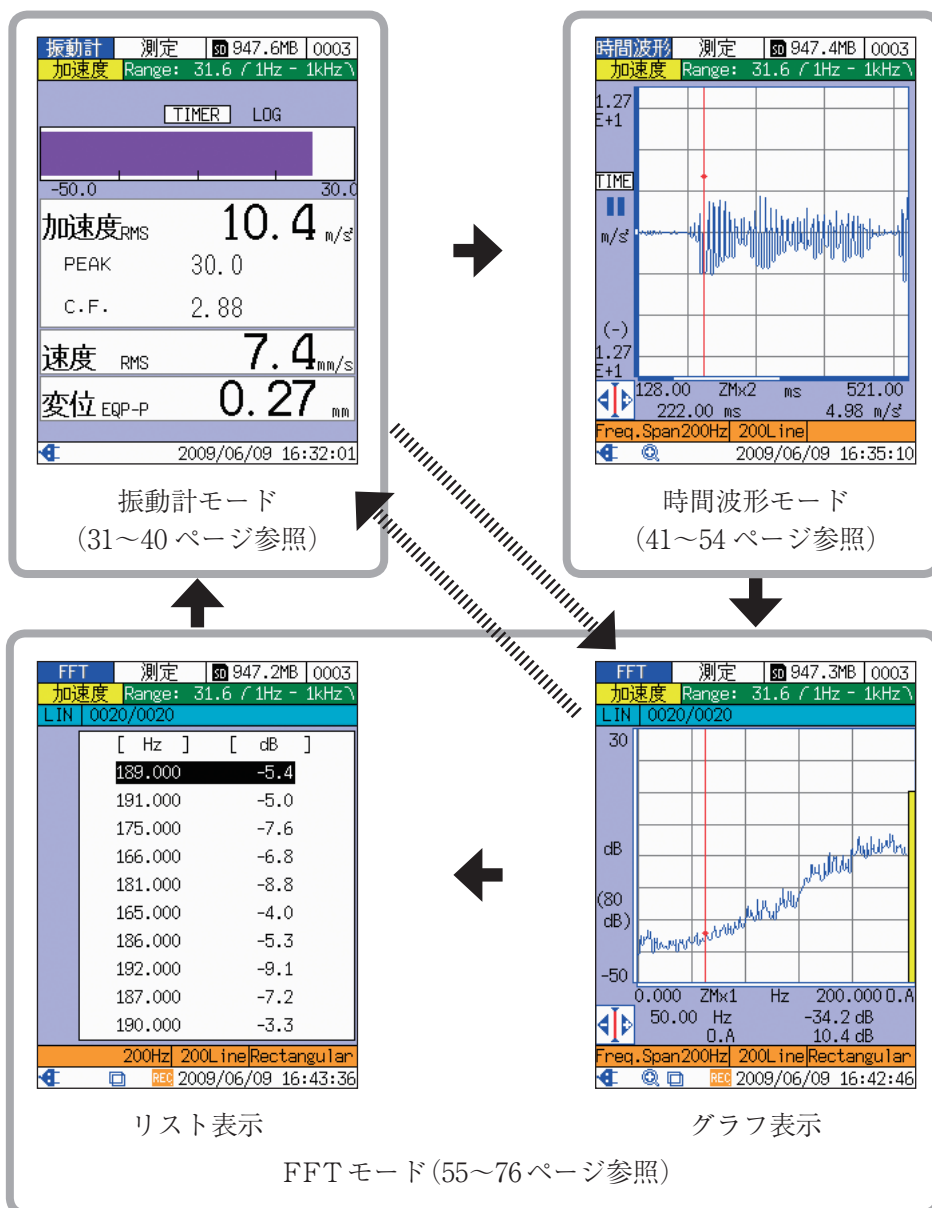 振動計 測定 SD 947.6MB 0003
加速度 Range: 31.6 / 1Hz - 1kHz \
TIMER LOG
-50.0 30.0
加速度RMS 10.4 m/s²
PEAK 30.0
C.F. 2.88
速度 RMS 7.4 mm/s
変位 EQP-P 0.27 mm
2009/06/09 16:32:01
振動計モード
(31〜40 ページ参照)
時間波形 測定 SD 947.4MB 0003
加速度 Range: 31.6 / 1Hz - 1kHz \
1.27
E+1
TIME
m/s²
(-)
1.27
E+1
128.00 ZMx2 ms 521.00
222.00 ms 4.98 m/s²
Freq.Span200Hz 200Line
2009/06/09 16:35:10
時間波形モード
(41〜54 ページ参照)
FFT 測定 SD 947.2MB 0003
加速度 Range: 31.6 / 1Hz - 1kHz \
LIN 0020/0020
[ Hz ] [ dB ]
189.000 -5.4
191.000 -5.0
175.000 -7.6
166.000 -6.8
181.000 -8.8
165.000 -4.0
186.000 -5.3
192.000 -9.1
187.000 -7.2
190.000 -3.3
200Hz 200Line Rectangular
REC 2009/06/09 16:43:36
リスト表示
FFT 測定 SD 947.3MB 0003
加速度 Range: 31.6 / 1Hz - 1kHz \
LIN 0020/0020
30
dB
(80
dB)
-50
0.000 ZMx1 Hz 200.000 O.A
50.00 Hz -34.2 dB
O.A 10.4 dB
Freq.Span200Hz 200Line Rectangular
REC 2009/06/09 16:42:46
グラフ表示
FFT モード(55〜76 ページ参照)